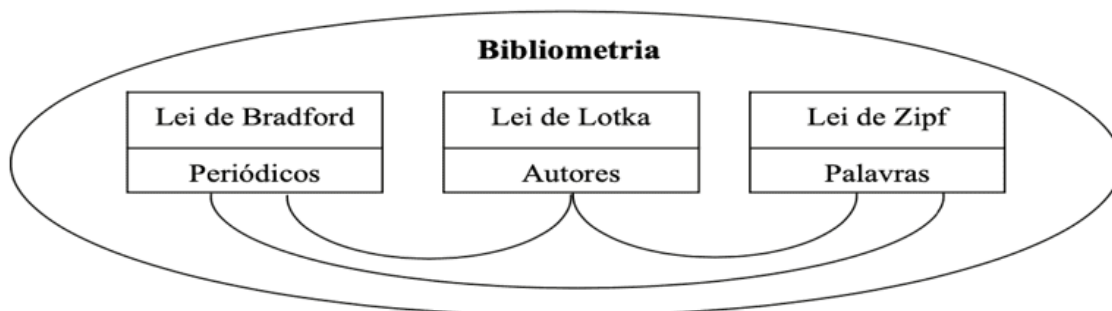 Bibliometria
Lei de Bradford
Periódicos
Lei de Lotka
Autores
Lei de Zipf
Palavras